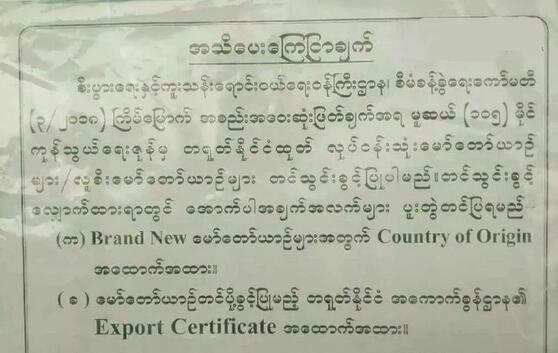 အသိပေးကြေငြာချက်
စီးပွားရေးနှင့်ကူးသန်းရောင်းဝယ်ရေးဝန်ကြီးဌာန၊ စီမံခန့်ခွဲရေးကော်မတီ
(၃/၂၀၁၈) ကြိမ်မြောက် အစည်းအဝေးဆုံးဖြတ်ချက်အရ မူဆယ် (၁၀၅) မိုင်
ကုန်သွယ်ရေးဇုန်မှ တရုတ်နိုင်ငံထုတ် လုပ်ငန်းသုံးမော်တော်ယာဉ်
များ/လူစီးမော်တော်ယာဉ်များ တင်သွင်းခွင့်ပြုပါမည်။တင်သွင်းခွင့်
လျှောက်ထားရာတွင် အောက်ပါအချက်အလက်များ ပူးတွဲတင်ပြရမည်-
(က) Brand New မော်တော်ယာဉ်များအတွက် Country of Origin
အထောက်အထား။
(ခ) မော်တော်ယာဉ်တင်ပို့ခွင့်ပြုမည့် တရုတ်နိုင်ငံ အကောက်ခွန်ဌာန၏
Export Certificate အထောက်အထား။